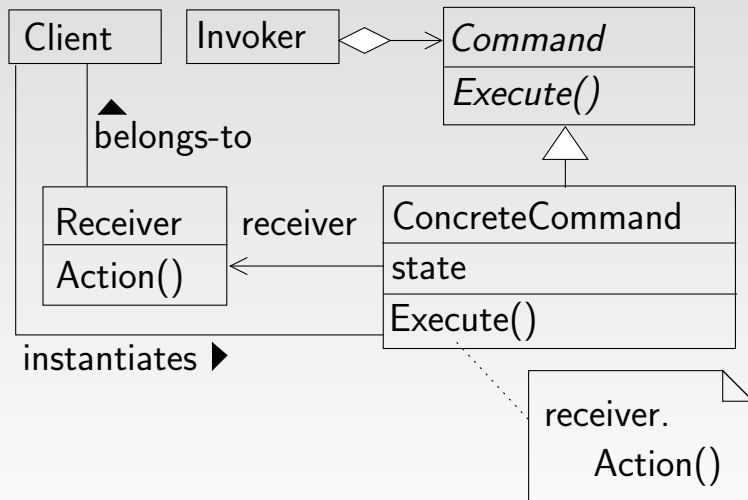 Client
Invoker
Command
Execute()
belongs-to
Receiver
Action()
receiver
ConcreteCommand
state
Execute()
instantiates
receiver.
Action()